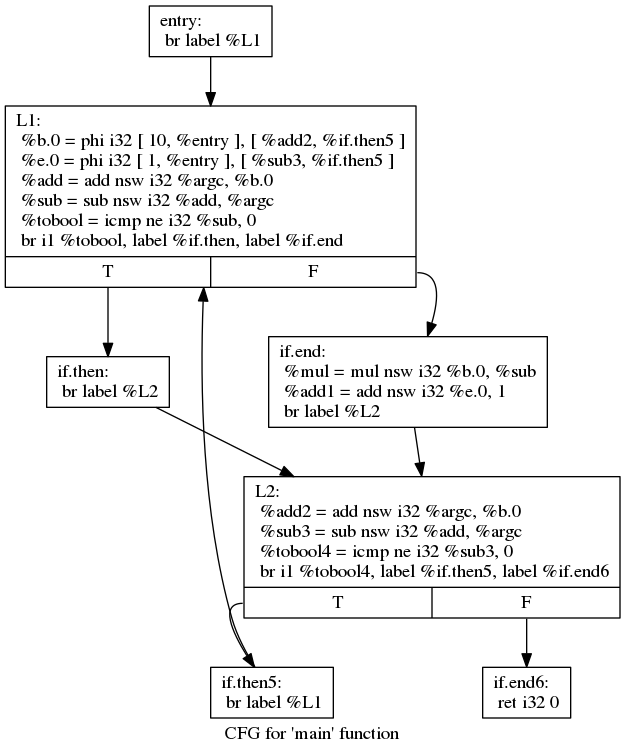 entry:
br label %L1
L1:
%b.0 = phi i32 [ 10, %entry ], [ %add2, %if.then5 ]
%e.0 = phi i32 [ 1, %entry ], [ %sub3, %if.then5 ]
%add = add nsw i32 %argc, %b.0
%sub = sub nsw i32 %add, %argc
%tobool = icmp ne i32 %sub, 0
br i1 %tobool, label %if.then, label %if.end
T F
if.end:
%mul = mul nsw i32 %b.0, %sub
%add1 = add nsw i32 %e.0, 1
br label %L2
if.then:
br label %L2
L2:
%add2 = add nsw i32 %argc, %b.0
%sub3 = sub nsw i32 %add, %argc
%tobool4 = icmp ne i32 %sub3, 0
br i1 %tobool4, label %if.then5, label %if.end6
T F
if.then5:
br label %L1
if.end6:
ret i32 0
CFG for 'main' function